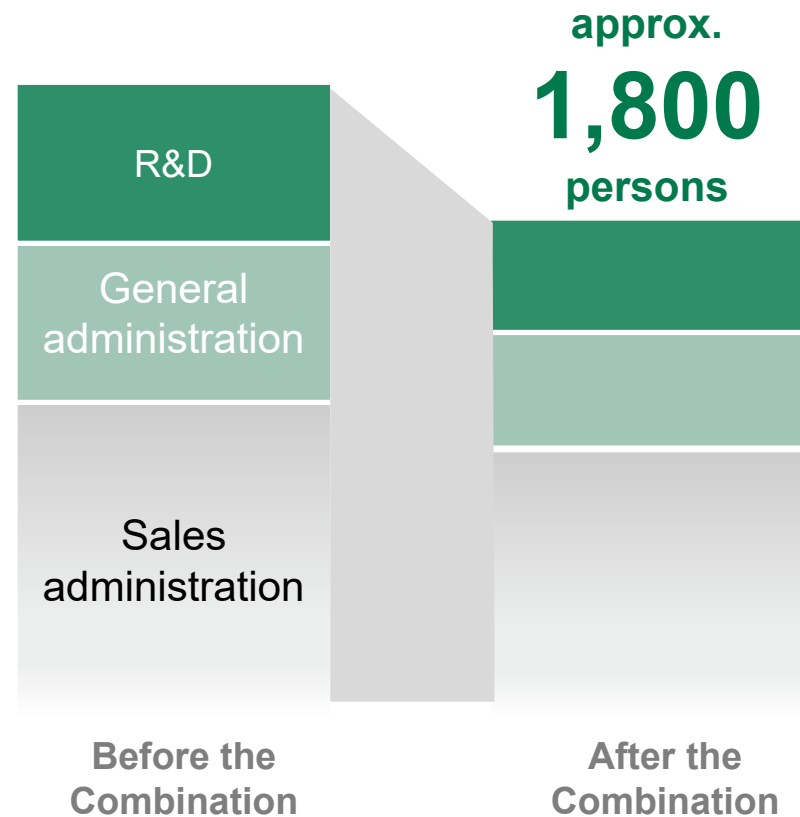 approx.
1,800
persons
R&D
General
administration
Sales
administration
Before the
Combination
After the
Combination